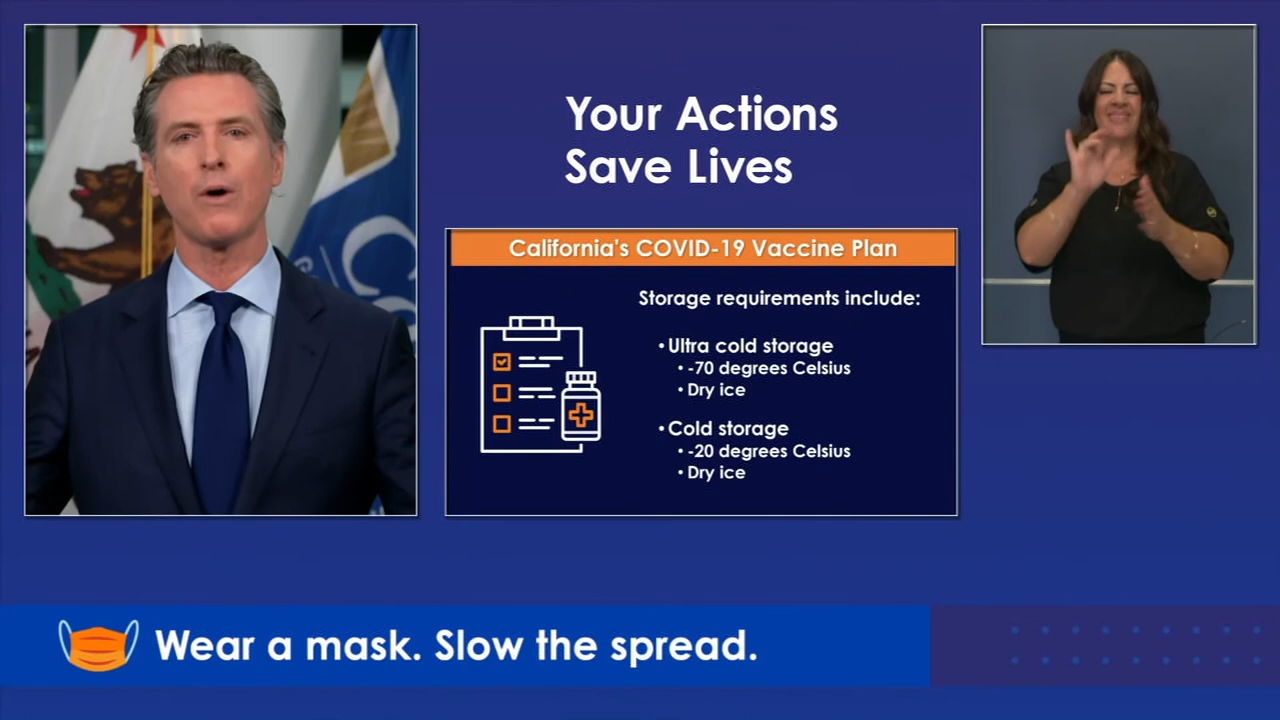 Your Actions
Save Lives
California's COVID-19 Vaccine Plan
Storage requirements include:
•Ultra cold storage
•-70 degrees Celsius
•Dry ice
•Cold storage
•-20 degrees Celsius
•Dry ice
Wear a mask. Slow the spread.